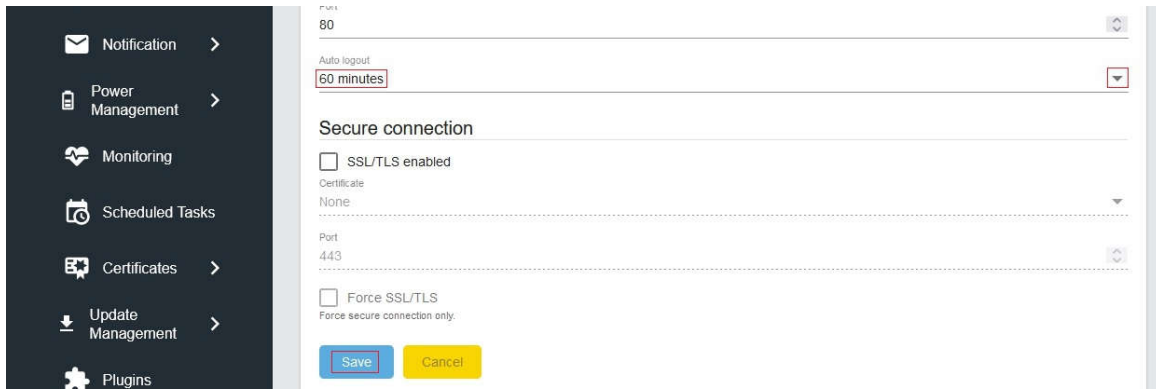 Notification
Power
Management
Monitoring
Scheduled Tasks
Certificates
Update
Management
Plugins
Port
80
Auto logout
60 minutes
Secure connection
SSL/TLS enabled
Certificate
None
Port
443
Force SSL/TLS
Force secure connection only.
Save
Cancel